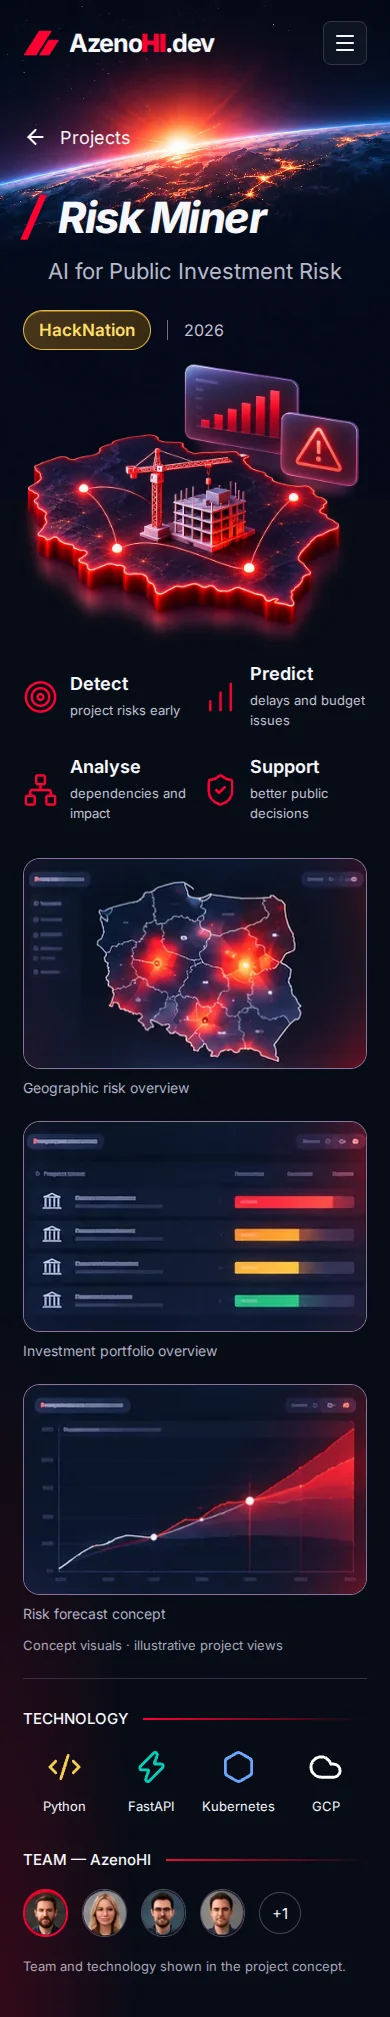 AzenoHI.dev
Projects
Risk Miner
AI for Public Investment Risk
HackNation
2026
Detect
project risks early
Predict
delays and budget
issues
Analyse
dependencies and
impact
Support
better public
decisions
Geographic risk overview
Investment portfolio overview
Risk forecast concept
Concept visuals · illustrative project views
TECHNOLOGY
Python
FastAPI
Kubernetes
GCP
TEAM — AzenoHI
+1
Team and technology shown in the project concept.